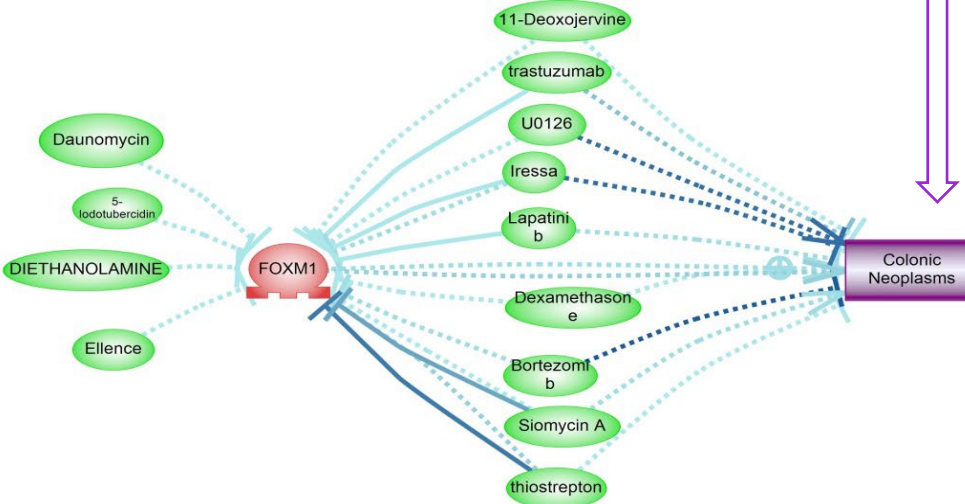 11-Deoxojervine
trastuzumab
U0126
Daunomycin
Iressa
5-
Iodotubercidin
Lapatini
b
DIETHANOLAMINE
FOXM1
Colonic
Neoplasms
Dexamethason
e
Ellence
Bortezomi
b
Siomycin A
thiostrepton